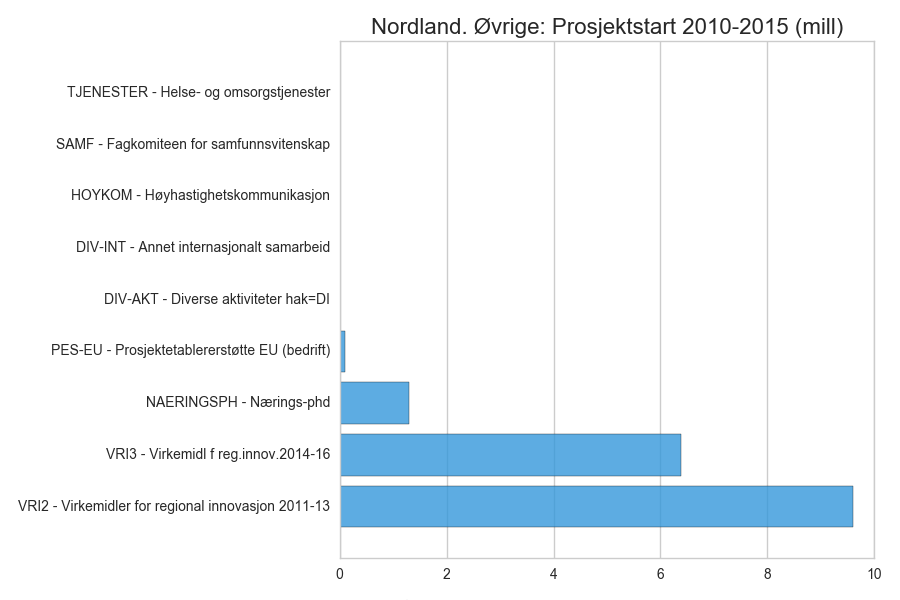 Nordland. Øvrige: Prosjektstart 2010-2015 (mill)
TJENESTER - Helse- og omsorgstjenester
SAMF - Fagkomiteen for samfunnsvitenskap
HOYKOM - Høyhastighetskommunikasjon
DIV-INT - Annet internasjonalt samarbeid
DIV-AKT - Diverse aktiviteter hak=DI
PES-EU - Prosjektetablererstøtte EU (bedrift)
NAERINGSPH - Nærings-phd
VRI3 - Virkemidl f reg.innov.2014-16
VRI2 - Virkemidler for regional innovasjon 2011-13
0 2 4 6 8 10